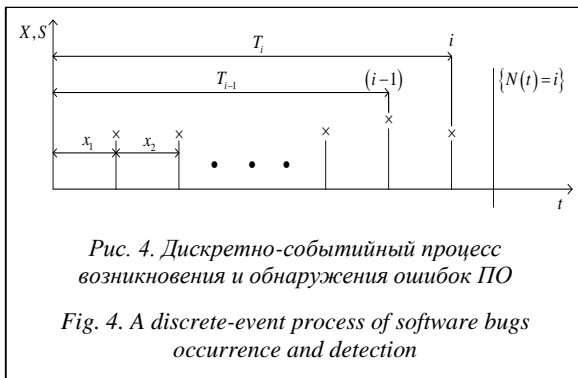 X,S
T_i
i
T_{i−1}
(i−1)
{N(t)=i}
x_1
x_2
t
Рис. 4. Дискретно-событийный процесс
возникновения и обнаружения ошибок ПО
Fig. 4. A discrete-event process of software bugs
occurrence and detection